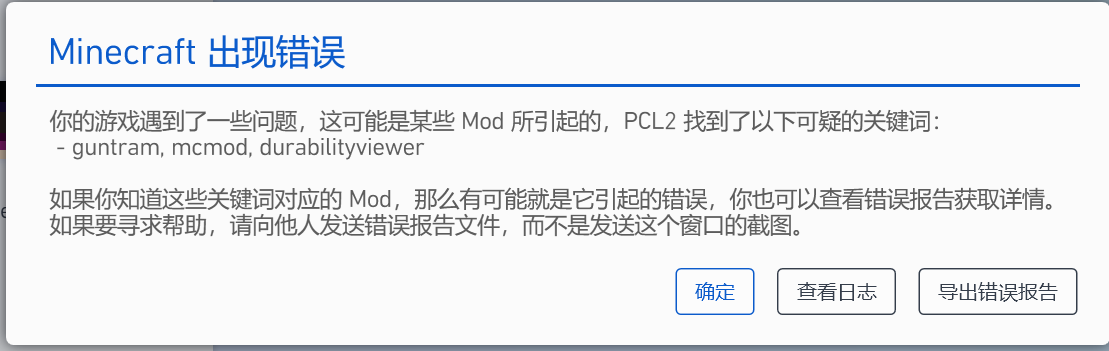 Minecraft 出现错误
你的游戏遇到了一些问题，这可能是某些 Mod 所引起的，PCL2 找到了以下可疑的关键词：
- guntram, mcmod, durabilityviewer
如果你知道这些关键词对应的 Mod，那么有可能就是它引起的错误，你也可以查看错误报告获取详情。
如果要寻求帮助，请向他人发送错误报告文件，而不是发送这个窗口的截图。
确定 查看日志 导出错误报告